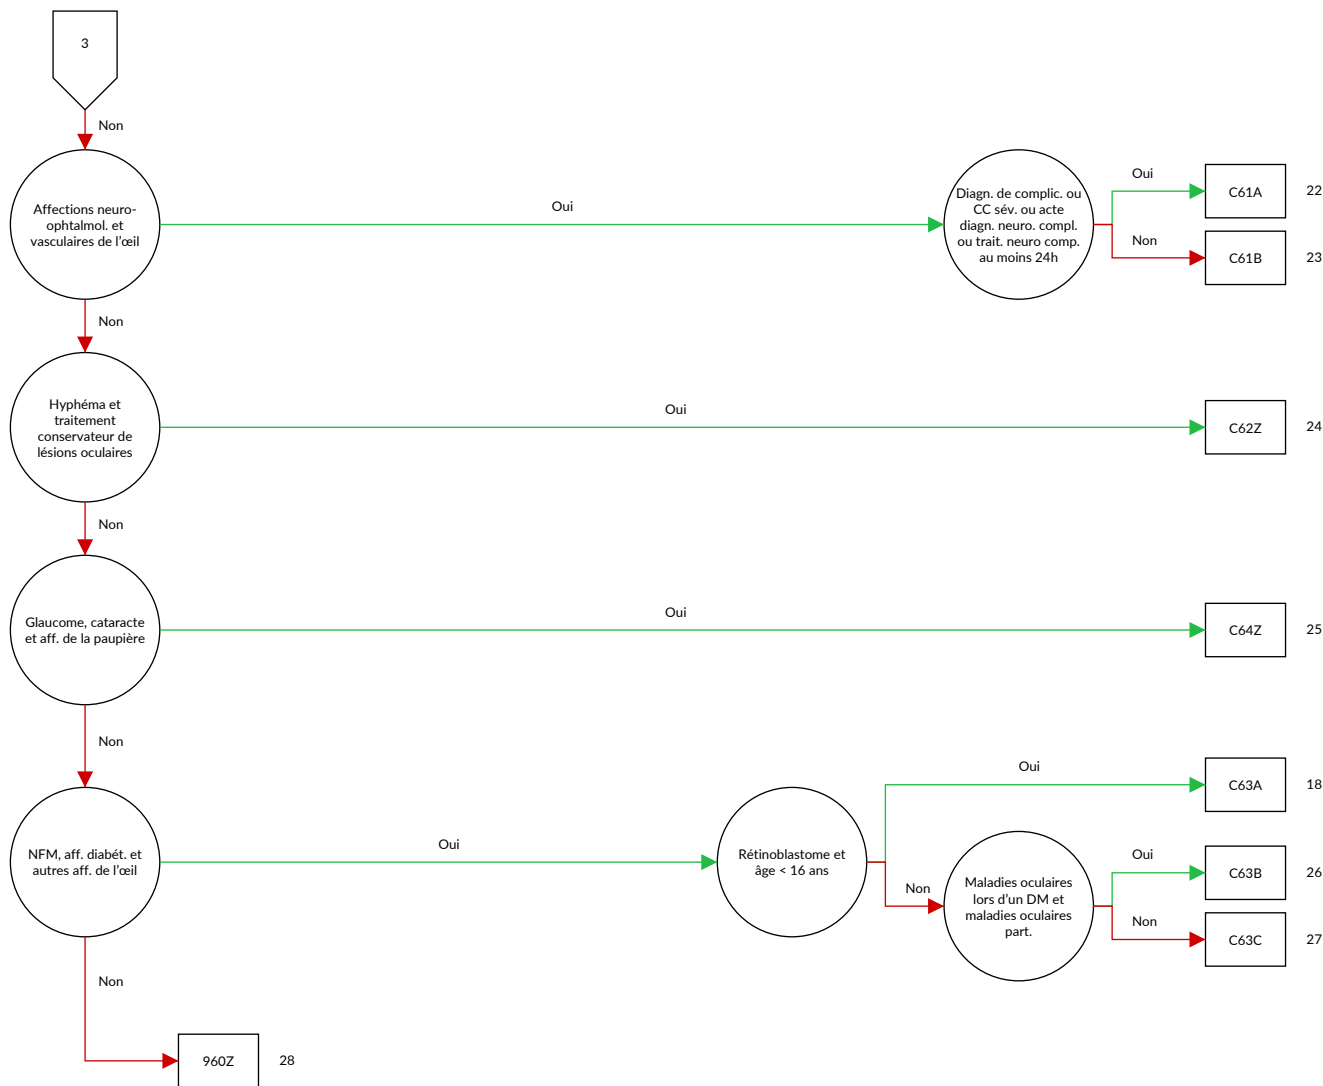 3
Non
Affections neuro-
ophtalmol. et
vasculaires de l'œil
Oui
Diagn. de complic. ou
CC sév. ou acte
diagn. neuro. compl.
ou trait. neuro comp.
au moins 24h
Oui
C61A
22
Non
C61B
23
Non
Hyphéma et
traitement
conservateur de
lésions oculaires
Oui
C62Z
24
Non
Glaucome, cataracte
et aff. de la paupière
Oui
C64Z
25
Non
NFM, aff. diabét. et
autres aff. de l'œil
Oui
Rétinoblastome et
âge < 16 ans
Oui
C63A
18
Non
Maladies oculaires
lors d'un DM et
maladies oculaires
part.
Oui
C63B
26
Non
C63C
27
Non
960Z
28